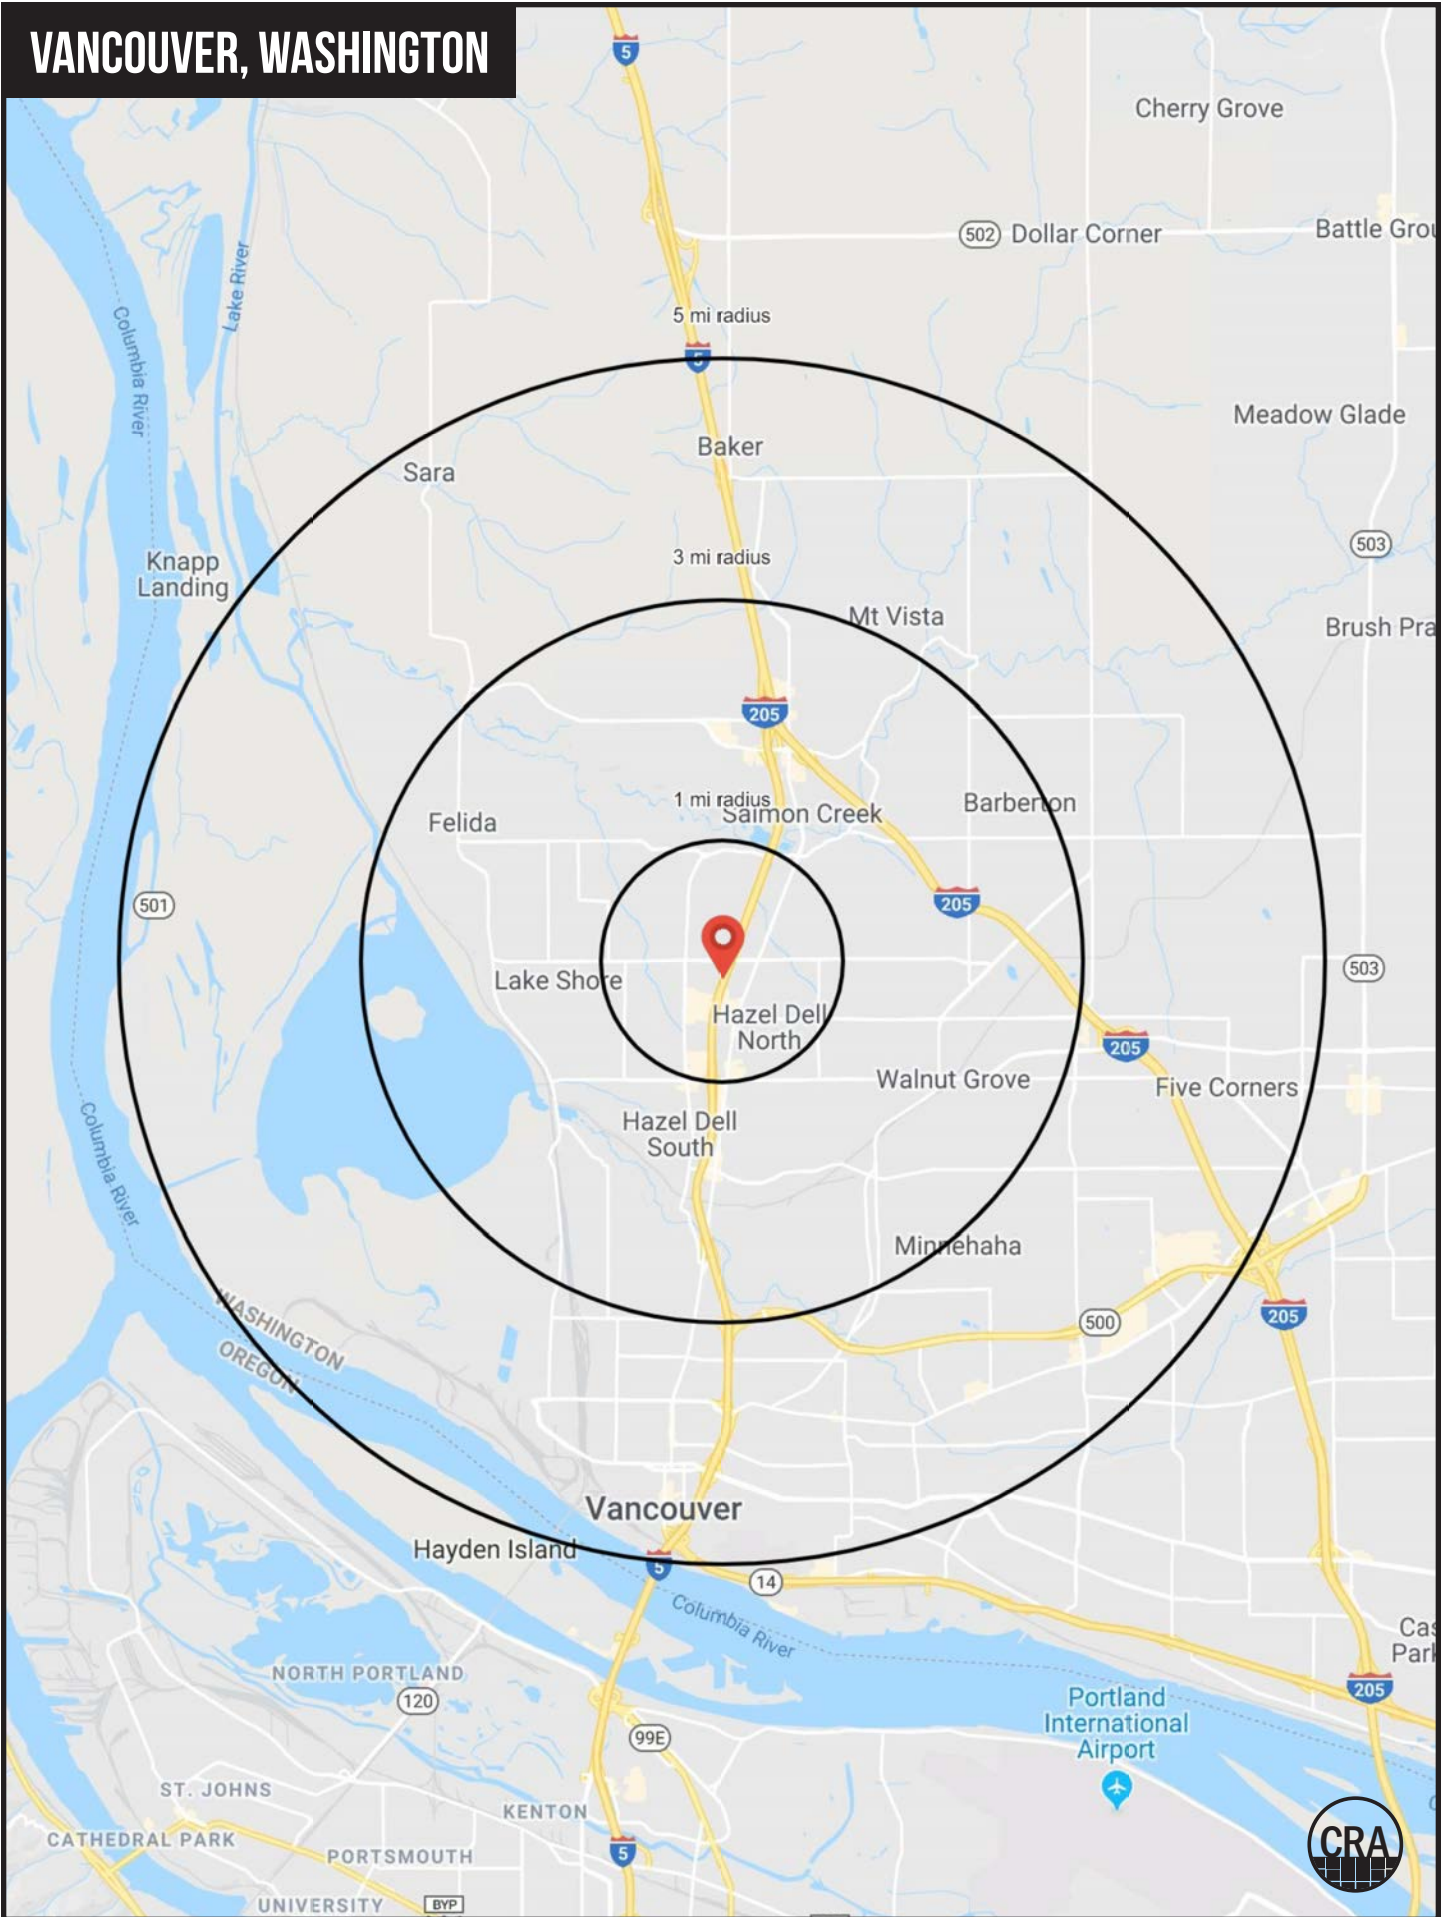 VANCOUVER, WASHINGTON
5
Cherry Grove
502
Dollar Corner
Lake River
Columbia River
5 mi radius
5
Meadow Glade
Baker
Sara
503
3 mi radius
Knapp
Landing
Mt Vista
Brush
205
1 mi radius
Salmon Creek
Barberton
Felida
205
501
Lake Shore
503
Hazel Dell
North
205
Walnut Grove
Five Corners
Columbia River
Hazel Dell
South
Minnehaha
WASHINGTON
OREGON
500
205
Vancouver
Hayden Island
5
14
Columbia River
NORTH PORTLAND
120
205
Portland
International
Airport
99E
ST. JOHNS
KENTON
CATHEDRAL PARK
PORTSMOUTH
5
CRA
UNIVERSITY
BYP